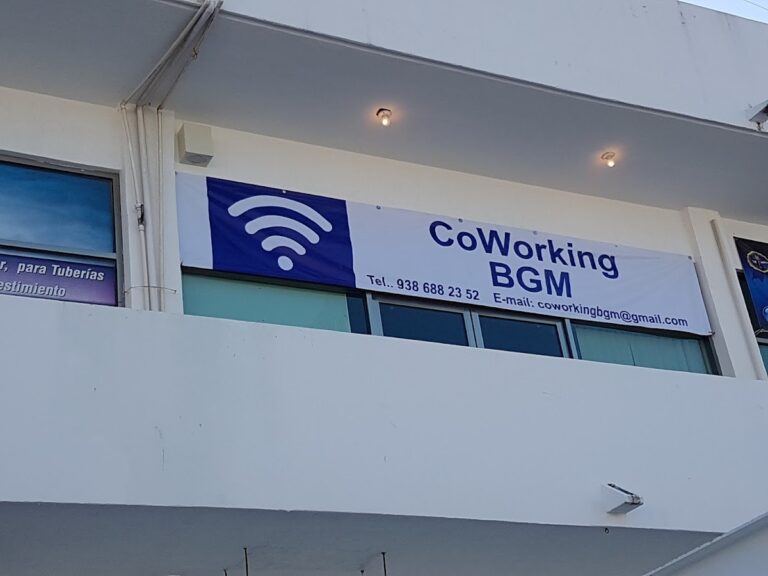 r, para Tuberías
estimiento
CoWorking
BGM
Tel.. 938 688 23 52 E-mail: coworkingbgm@gmail.com